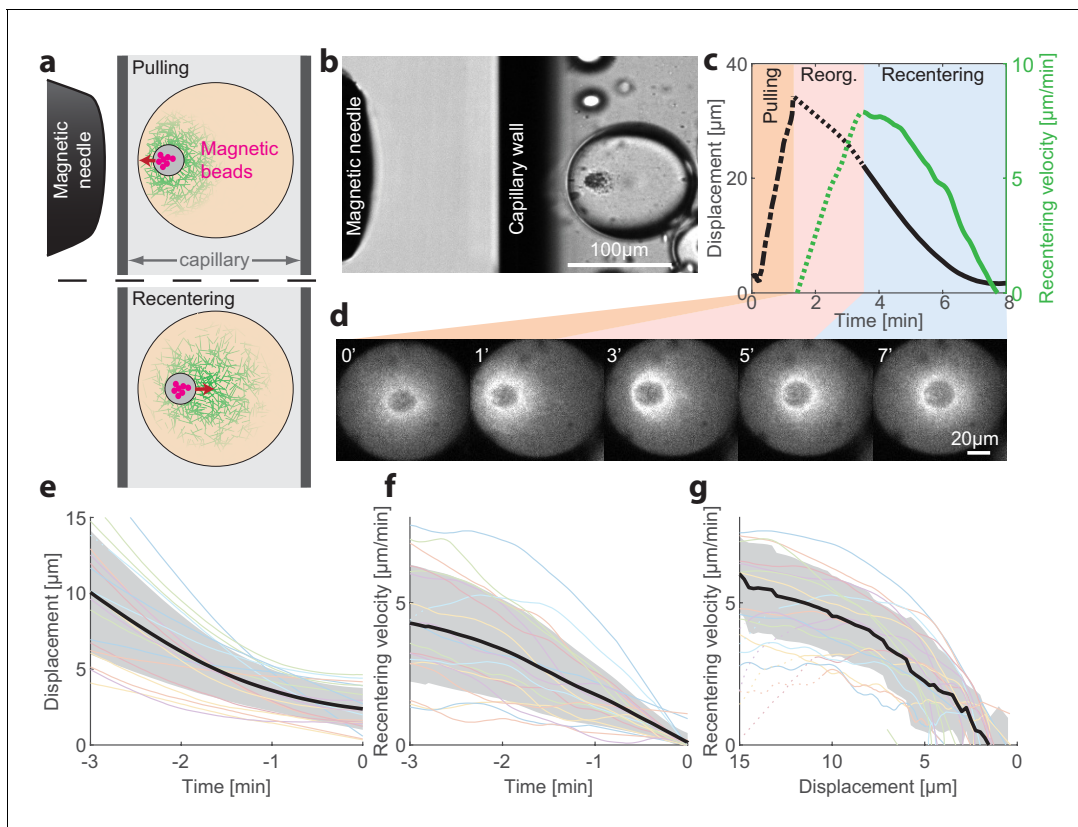 a
Pulling
Magnetic
needle
Magnetic
beads
capillary
Recentering
b
Magnetic needle
Capillary wall
100µm
c
Pulling
Reorg.
Recentering
Displacement [µm]
40
20
0
Recentering velocity [µm/min]
10
5
0
0 2 4 6 8
Time [min]
d
0' 1' 3' 5' 7'
20µm
e
Displacement [µm]
15
10
5
0
-3 -2 -1 0
Time [min]
f
Recentering velocity [µm/min]
5
0
-3 -2 -1 0
Time [min]
g
Recentering velocity [µm/min]
5
0
15 10 5 0
Displacement [µm]